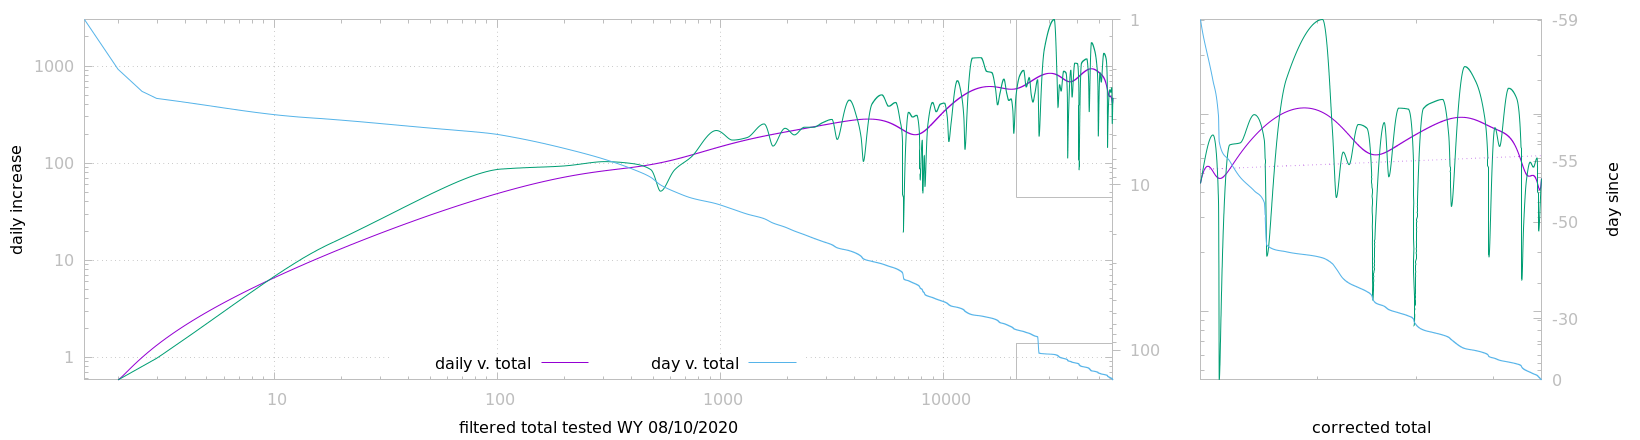 daily increase
1000
100
10
1
10
100
1000
10000
1
10
100
daily v. total
day v. total
filtered total tested WY 08/10/2020
-59
-55
-50
-30
0
day since
corrected total